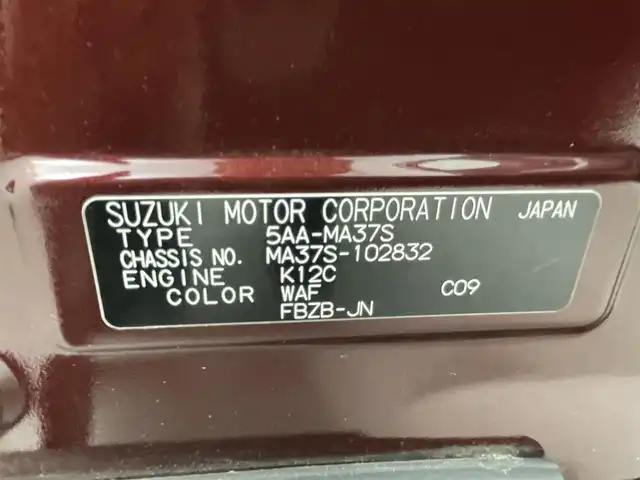 SUZUKI MOTOR CORPORATION JAPAN
TYPE 5AA-MA37S
CHASSIS NO. MA37S-102832
ENGINE K12C
COLOR WAF C09
FBZB-JN